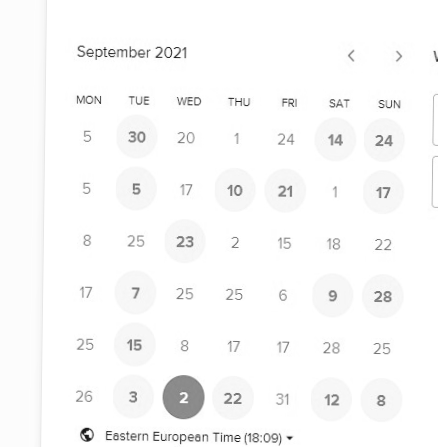 September 2021 < >
MON TUE WED THU FRI SAT SUN
5 30 20 1 24 14 24
5 5 17 10 21 1 17
8 25 23 2 15 18 22
17 7 25 25 6 9 28
25 15 8 17 17 28 25
26 3 2 22 31 12 8
Eastern European Time (18:09)